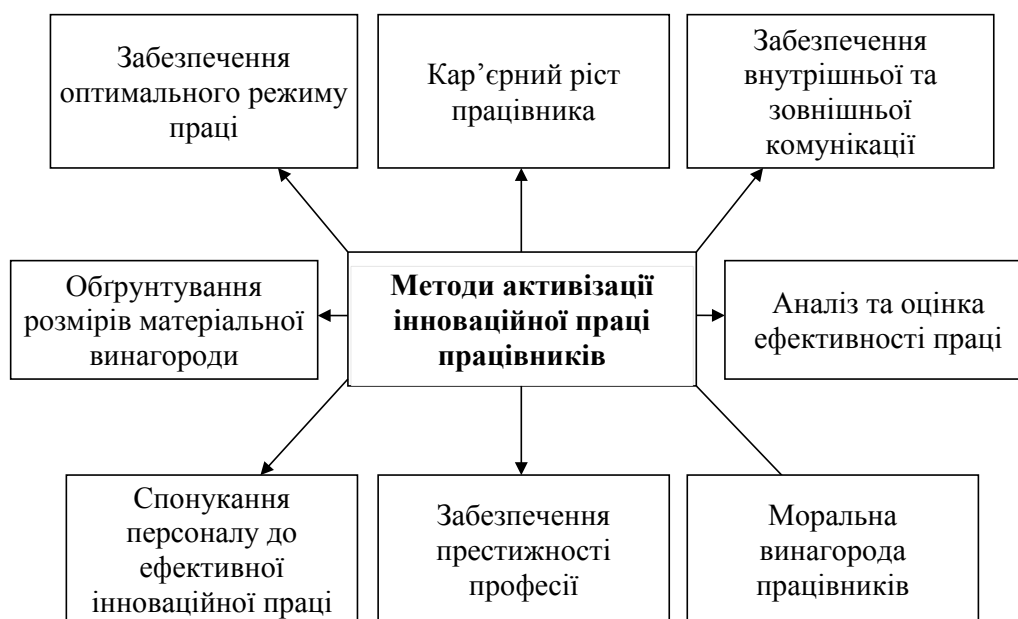 Забезпечення
оптимального режиму
праці
Кар’єрний ріст
працівника
Забезпечення
внутрішньої та
зовнішньої
комунікації
Обґрунтування
розмірів матеріальної
винагороди
Методи активізації
інноваційної праці
працівників
Аналіз та оцінка
ефективності праці
Спонукання
персоналу до
ефективної
інноваційної праці
Забезпечення
престижності
професії
Моральна
винагорода
працівників